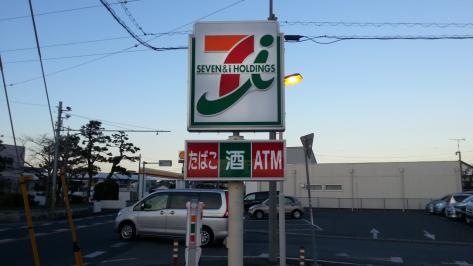 7i
SEVEN & i HOLDINGS
たばこ 酒 ATM